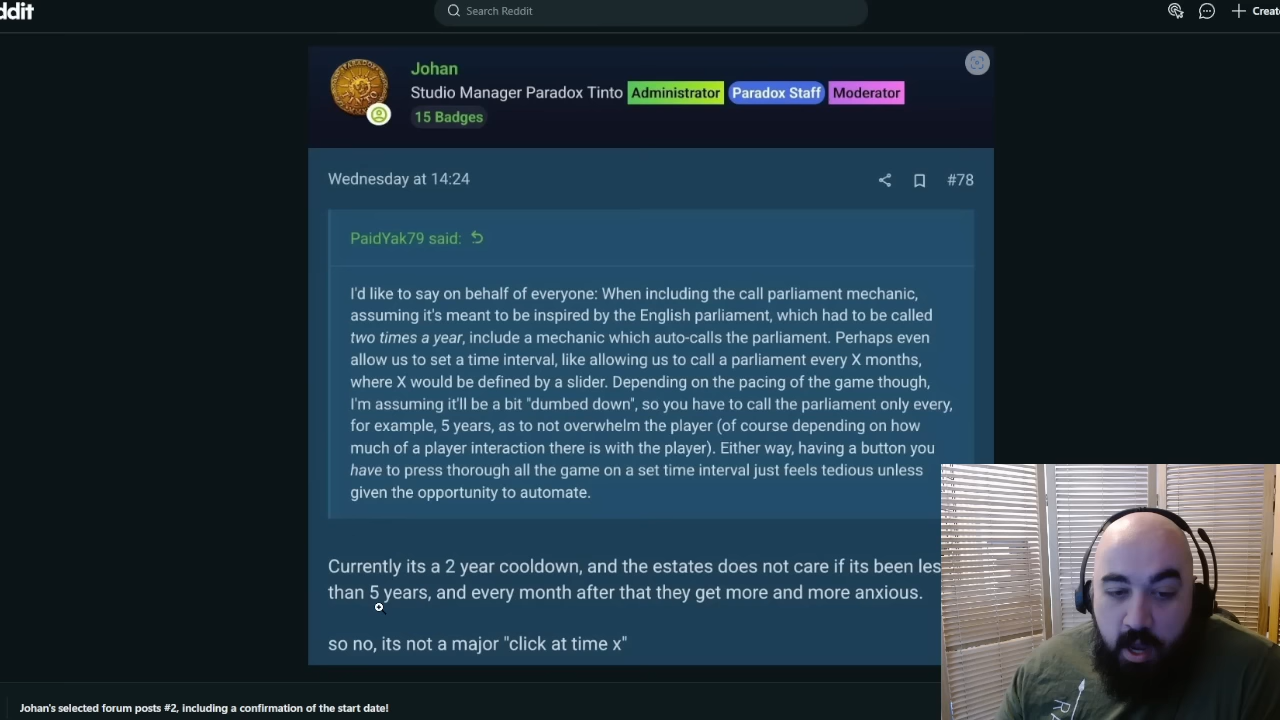 ddit
Search Reddit
Create
Johan
Studio Manager Paradox Tinto Administrator Paradox Staff Moderator
15 Badges
Wednesday at 14:24
#78
PaidYak79 said:
I'd like to say on behalf of everyone: When including the call parliament mechanic,
assuming it's meant to be inspired by the English parliament, which had to be called
two times a year, include a mechanic which auto-calls the parliament. Perhaps even
allow us to set a time interval, like allowing us to call a parliament every X months,
where X would be defined by a slider. Depending on the pacing of the game though,
I'm assuming it'll be a bit "dumbed down", so you have to call the parliament only every,
for example, 5 years, as to not overwhelm the player (of course depending on how
much of a player interaction there is with the player). Either way, having a button you
have to press thorough all the game on a set time interval just feels tedious unless
given the opportunity to automate.
Currently its a 2 year cooldown, and the estates does not care if its been les
than 5 years, and every month after that they get more and more anxious.
so no, its not a major "click at time x"
Johan's selected forum posts #2, including a confirmation of the start date!